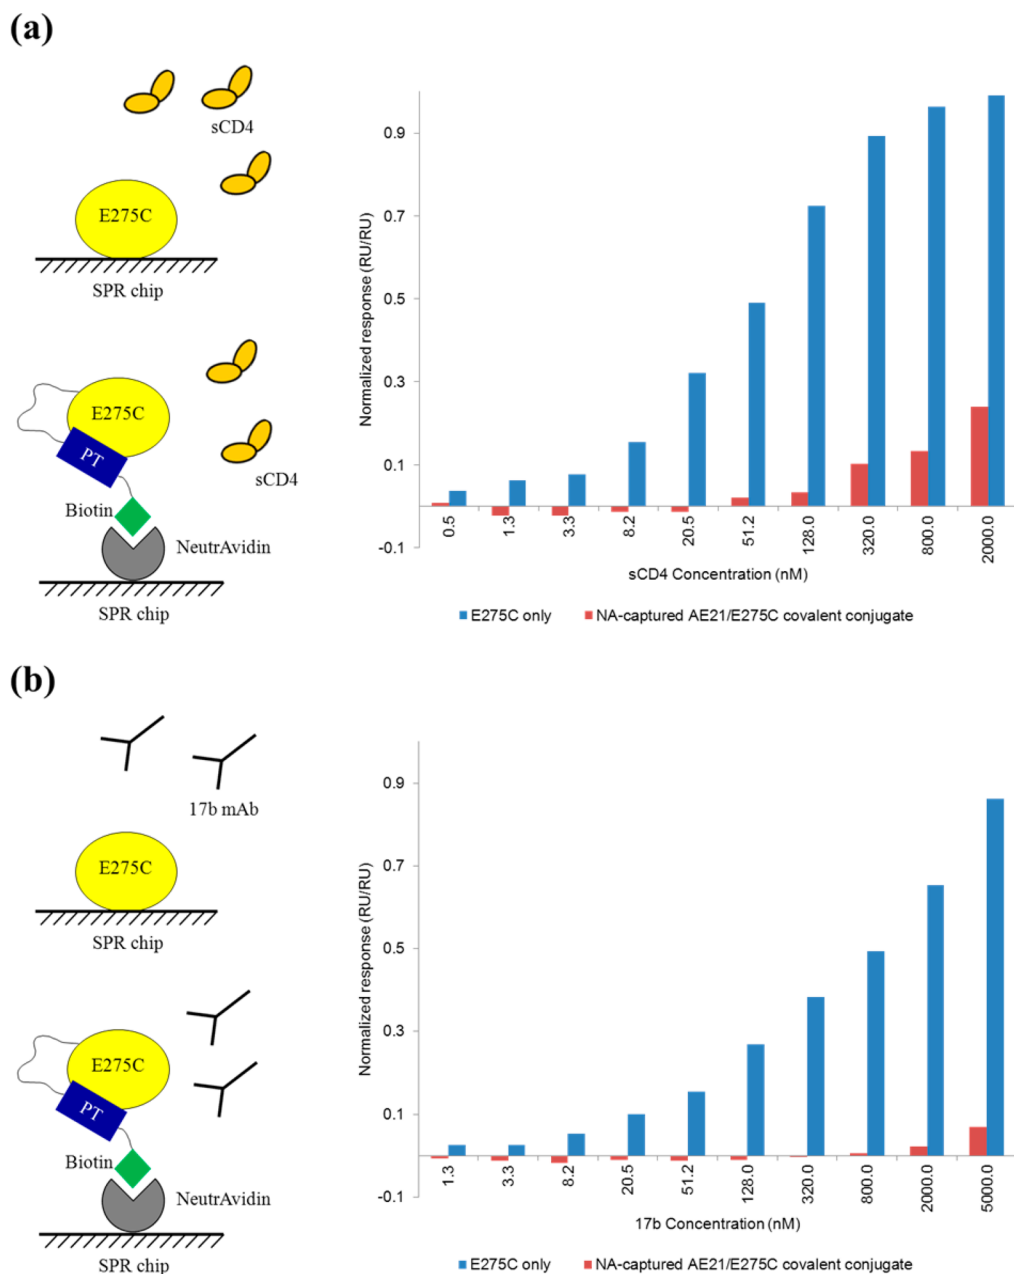 (a)
sCD4
E275C
SPR chip
E275C
PT
sCD4
Biotin
NeutrAvidin
SPR chip
Normalized response (RU/RU)
0.9
0.7
0.5
0.3
0.1
-0.1
0.5 1.3 3.3 8.2 20.5 51.2 128.0 320.0 800.0 2000.0
sCD4 Concentration (nM)
E275C only NA-captured AE21/E275C covalent conjugate
(b)
17b mAb
E275C
SPR chip
E275C
PT
Biotin
NeutrAvidin
SPR chip
Normalized response (RU/RU)
0.9
0.7
0.5
0.3
0.1
-0.1
1.3 3.3 8.2 20.5 51.2 128.0 320.0 800.0 2000.0 5000.0
17b Concentration (nM)
E275C only NA-captured AE21/E275C covalent conjugate